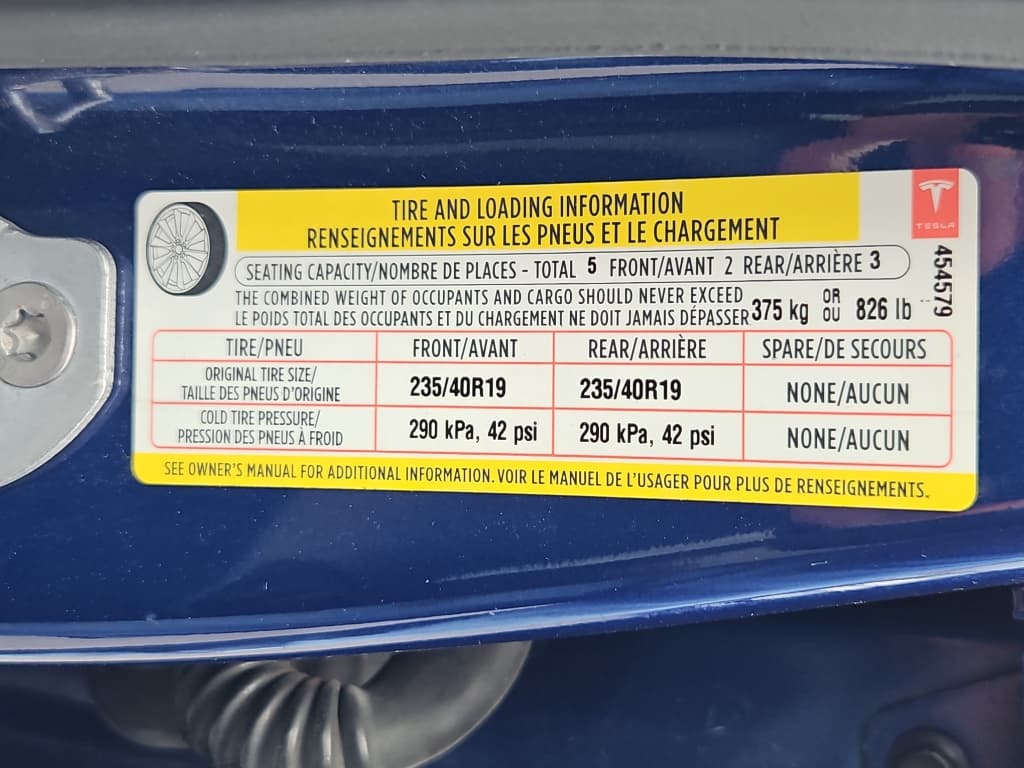 TIRE AND LOADING INFORMATION
RENSEIGNEMENTS SUR LES PNEUS ET LE CHARGEMENT
TESLA
SEATING CAPACITY/NOMBRE DE PLACES - TOTAL 5 FRONT/AVANT 2 REAR/ARRIÈRE 3
454579
THE COMBINED WEIGHT OF OCCUPANTS AND CARGO SHOULD NEVER EXCEED
LE POIDS TOTAL DES OCCUPANTS ET DU CHARGEMENT NE DOIT JAMAIS DÉPASSER
375 kg OR OU 826 lb
TIRE/PNEU FRONT/AVANT REAR/ARRIÈRE SPARE/DE SECOURS
ORIGINAL TIRE SIZE/
TAILLE DES PNEUS D'ORIGINE
235/40R19 235/40R19 NONE/AUCUN
COLD TIRE PRESSURE/
PRESSION DES PNEUS À FROID
290 kPa, 42 psi 290 kPa, 42 psi NONE/AUCUN
SEE OWNER'S MANUAL FOR ADDITIONAL INFORMATION. VOIR LE MANUEL DE L'USAGER POUR PLUS DE RENSEIGNEMENTS.